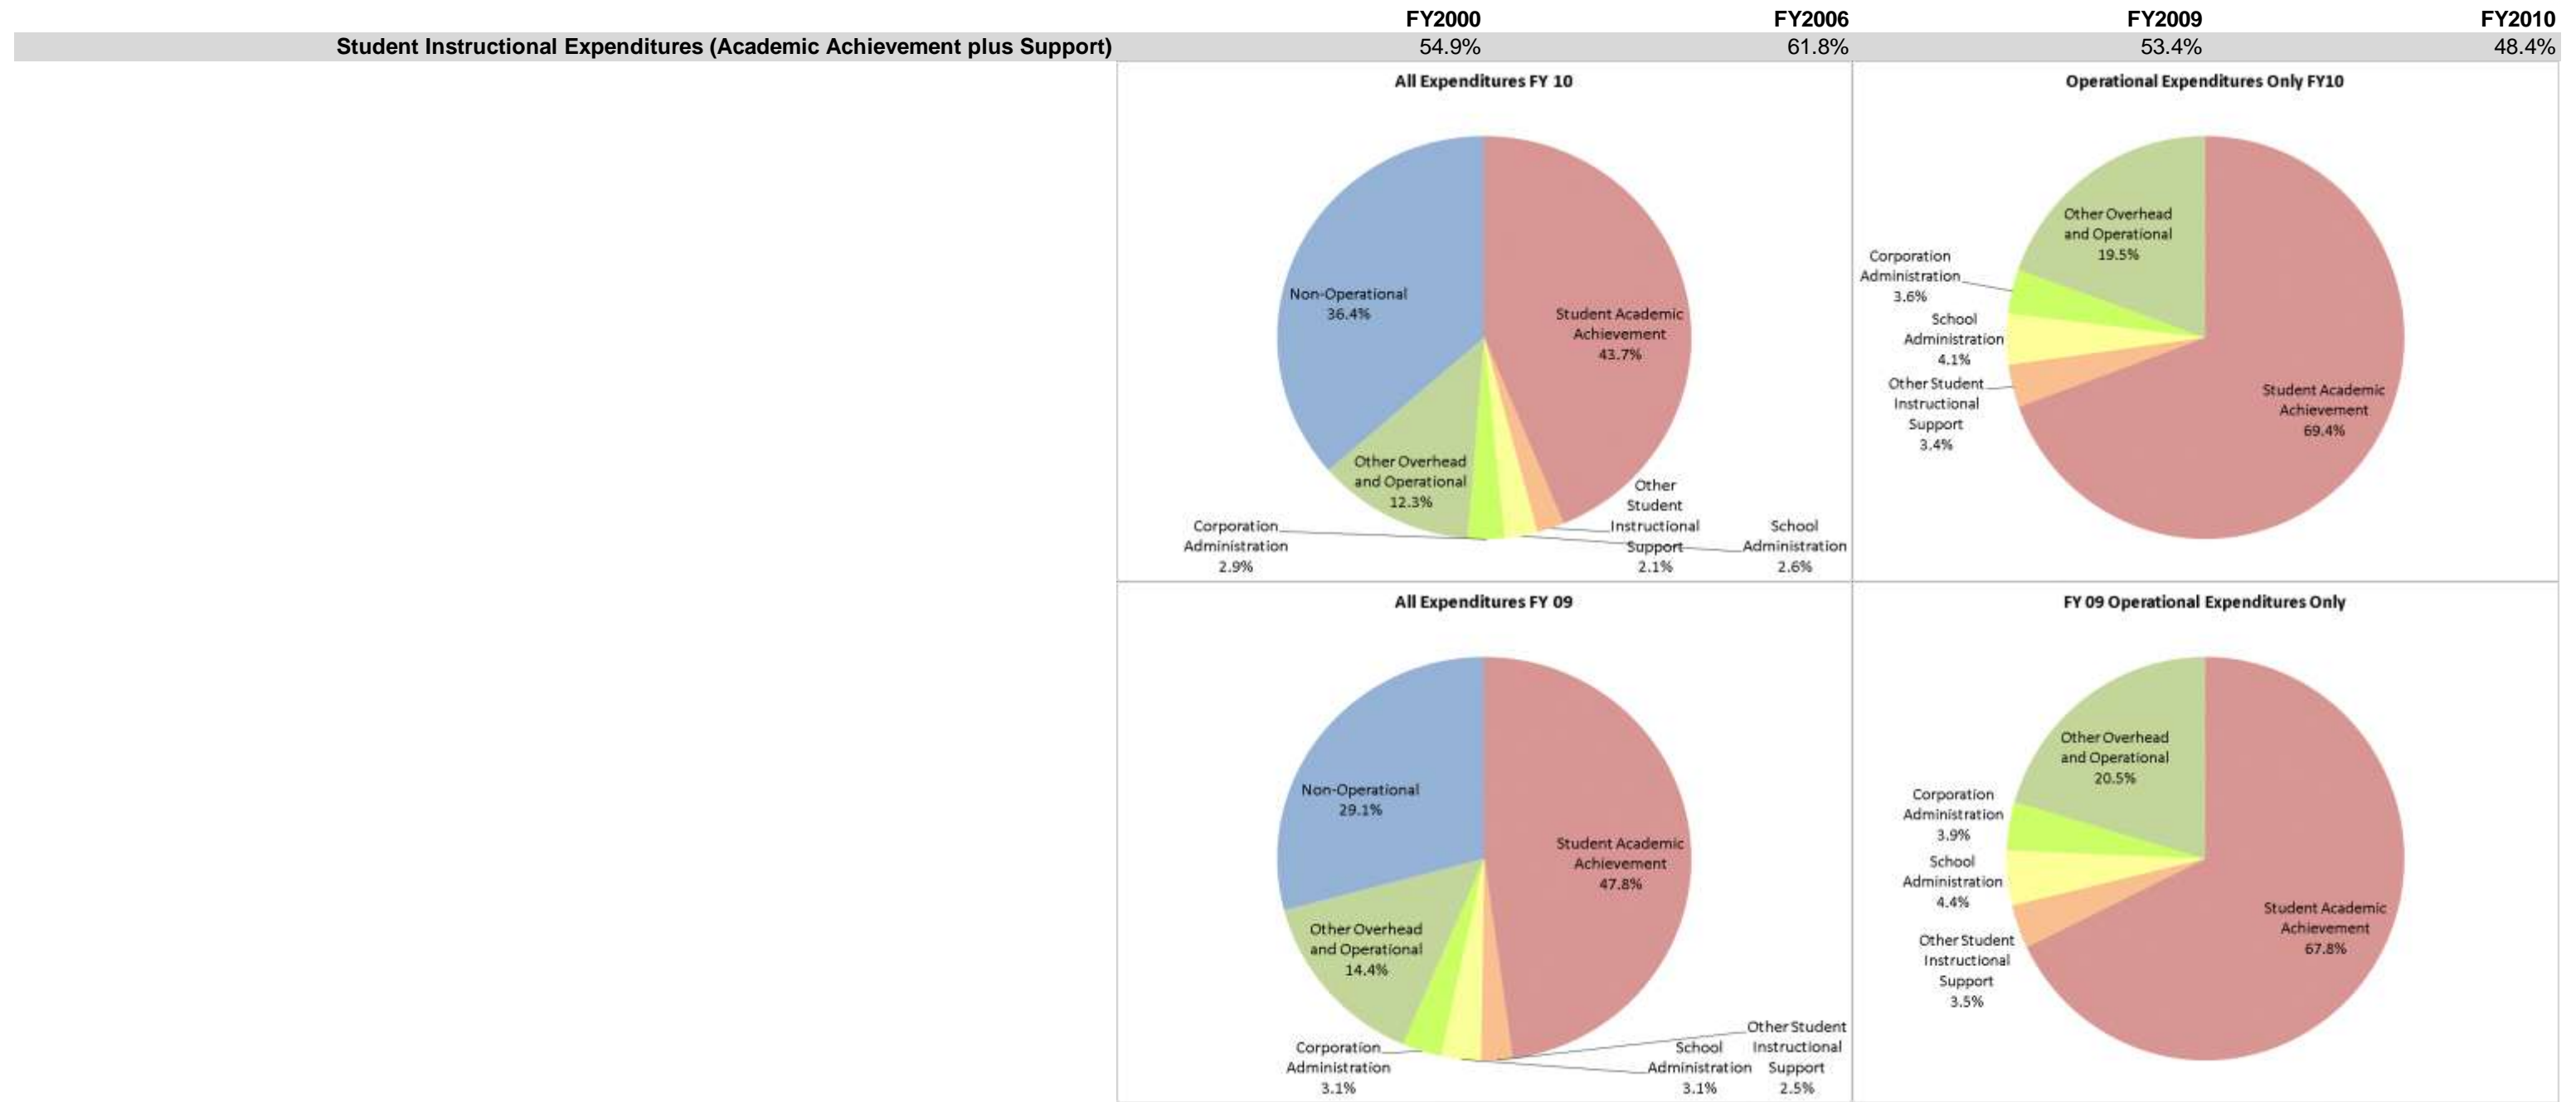 FY2000 FY2006 FY2009 FY2010
Student Instructional Expenditures (Academic Achievement plus Support) 54.9% 61.8% 53.4% 48.4%
All Expenditures FY 10
Non-Operational
36.4%
Student Academic
Achievement
43.7%
Other Overhead
and Operational
12.3%
Corporation
Administration
2.9%
Other
Student
Instructional
Support
2.1%
School
Administration
2.6%
Operational Expenditures Only FY10
Other Overhead
and Operational
19.5%
Corporation
Administration
3.6%
School
Administration
4.1%
Other Student
Instructional
Support
3.4%
Student Academic
Achievement
69.4%
All Expenditures FY 09
Non-Operational
29.1%
Student Academic
Achievement
47.8%
Other Overhead
and Operational
14.4%
Corporation
Administration
3.1%
School
Administration
3.1%
Other Student
Instructional
Support
2.5%
FY 09 Operational Expenditures Only
Other Overhead
and Operational
20.5%
Corporation
Administration
3.9%
School
Administration
4.4%
Other Student
Instructional
Support
3.5%
Student Academic
Achievement
67.8%